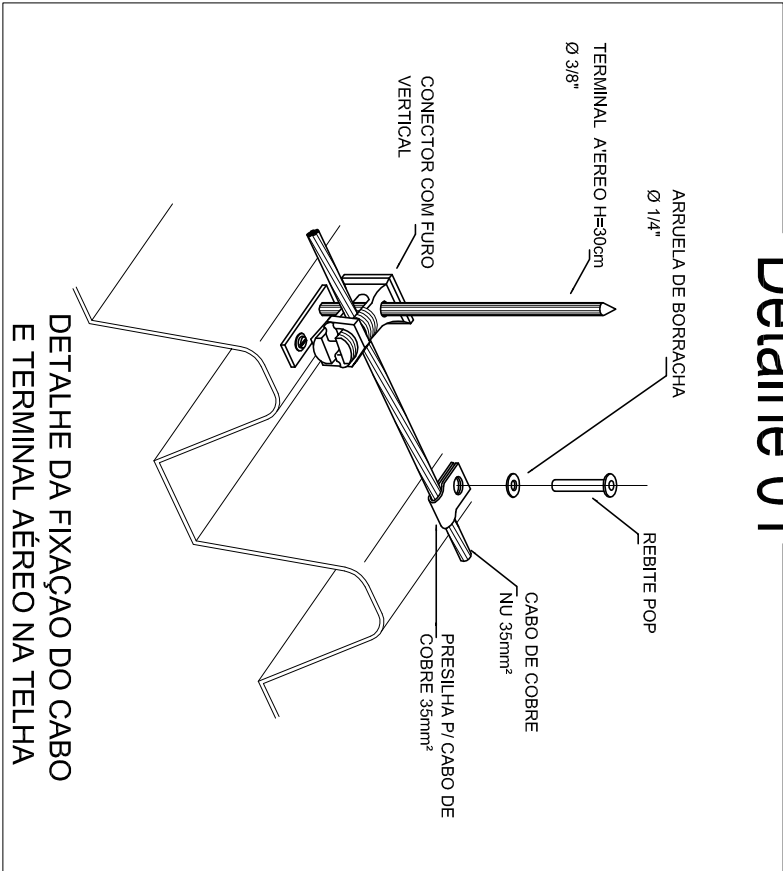 Detalhe 01
ARRUELA DE BORRACHA
Ø 1/4"
REBITE POP
TERMINAL A'EREO H=30cm
Ø 3/8"
CABO DE COBRE
NU 35mm²
CONECTOR COM FURO
VERTICAL
PRESILHA P/ CABO DE
COBRE 35mm²
DETALHE DA FIXAÇAO DO CABO
E TERMINAL AÉREO NA TELHA